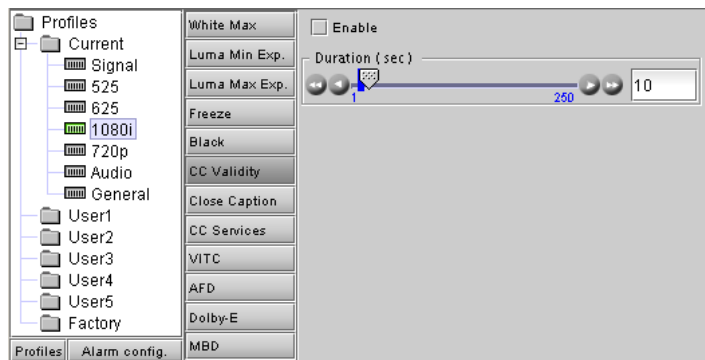 Profiles
Current
Signal
525
625
1080i
720p
Audio
General
User1
User2
User3
User4
User5
Factory
Profiles
Alarm config.
White Max
Luma Min Exp.
Luma Max Exp.
Freeze
Black
CC Validity
Close Caption
CC Services
VITC
AFD
Dolby-E
MBD
Enable
Duration (sec)
1
250
10